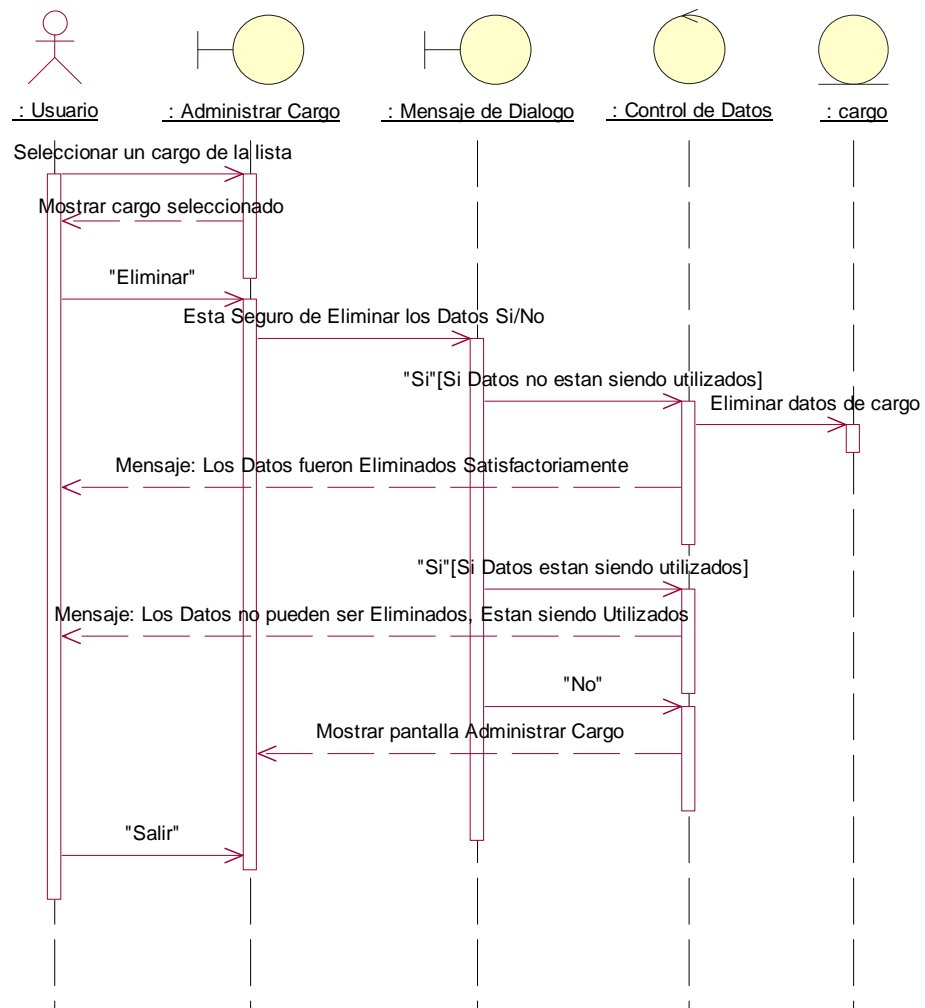 : Usuario
: Administrar Cargo
: Mensaje de Dialogo
: Control de Datos
: cargo
Seleccionar un cargo de la lista
Mostrar cargo seleccionado
"Eliminar"
Esta Seguro de Eliminar los Datos Si/No
"Si"[Si Datos no estan siendo utilizados]
Eliminar datos de cargo
Mensaje: Los Datos fueron Eliminados Satisfactoriamente
"Si"[Si Datos estan siendo utilizados]
Mensaje: Los Datos no pueden ser Eliminados, Estan siendo Utilizados
"No"
Mostrar pantalla Administrar Cargo
"Salir"